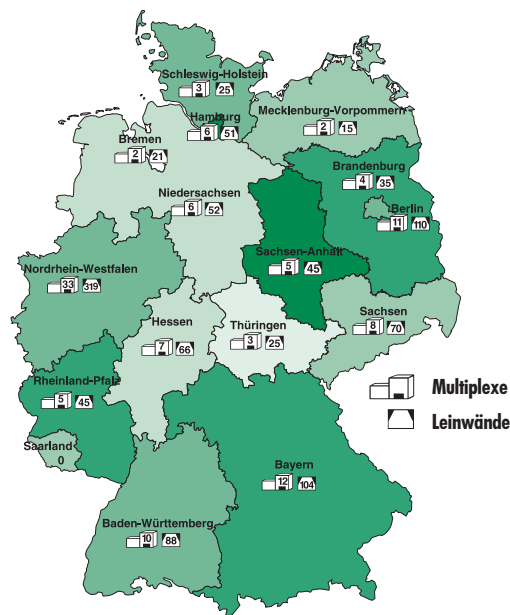 Schleswig-Holstein
3 25
Mecklenburg-Vorpommern
2 15
Hamburg
6 51
Bremen
2 21
Brandenburg
4 35
Niedersachsen
6 52
Berlin
11 110
Sachsen-Anhalt
5 45
Nordrhein-Westfalen
33 319
Hessen
7 66
Thüringen
3 25
Sachsen
8 70
Rheinland-Pfalz
5 45
Multiplexe
Leinwände
Saarland
0
Bayern
12 104
Baden-Württemberg
10 88